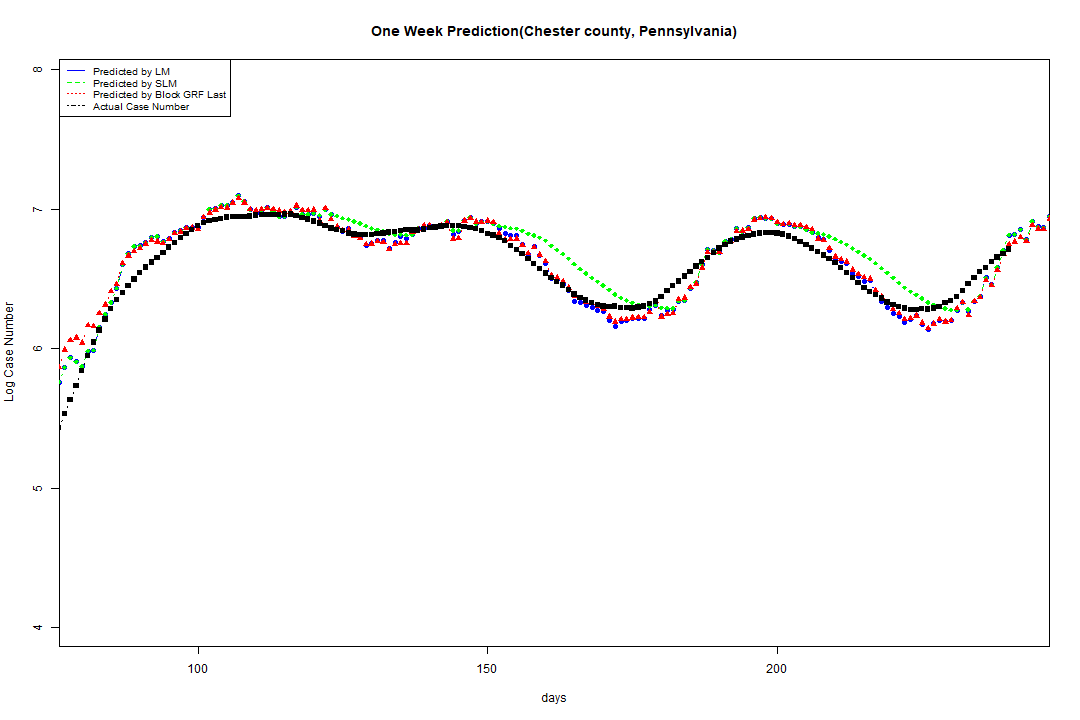 One Week Prediction(Chester county, Pennsylvania)
Predicted by LM
Predicted by SLM
Predicted by Block GRF Last
Actual Case Number
8
7
6
5
4
Log Case Number
100
150
200
days